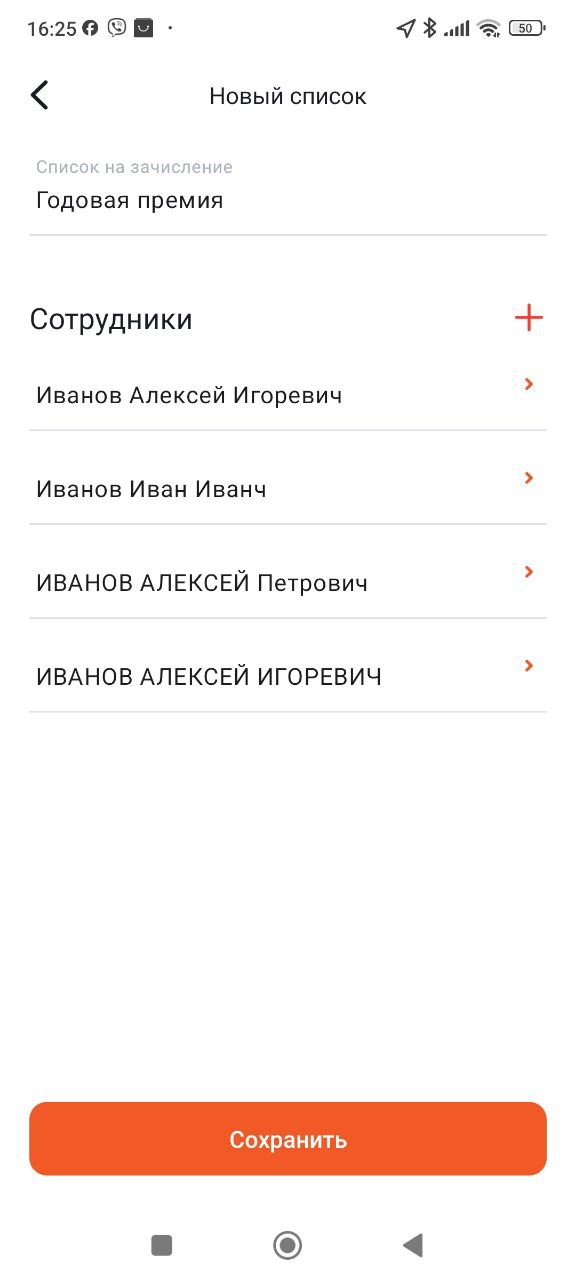 16:25
50
Новый список
Список на зачисление
Годовая премия
Сотрудники
Иванов Алексей Игоревич
Иванов Иван Иванч
ИВАНОВ АЛЕКСЕЙ Петрович
ИВАНОВ АЛЕКСЕЙ ИГОРЕВИЧ
Сохранить